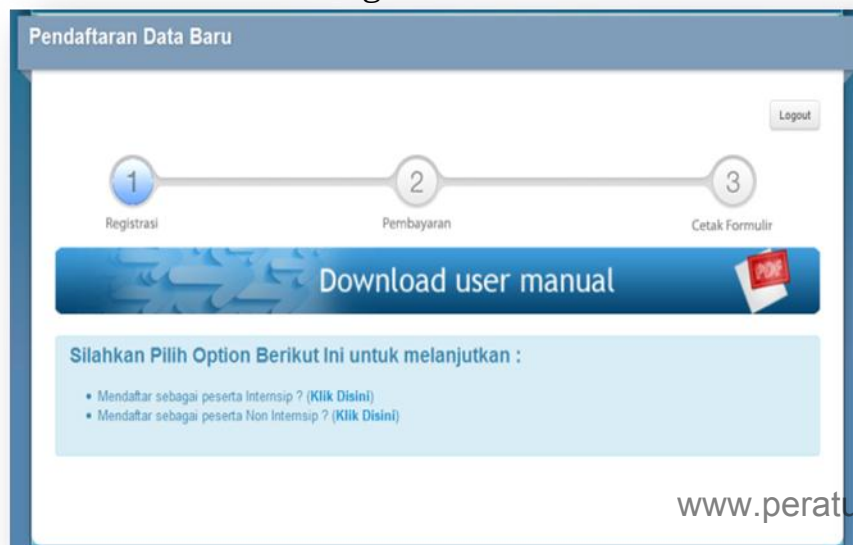 Pendaftaran Data Baru
Logout
1 2 3
Registrasi Pembayaran Cetak Formulir
Download user manual
PDF
Silahkan Pilih Option Berikut Ini untuk melanjutkan :
• Mendaftar sebagai peserta Internsip ? (Klik Disini)
• Mendaftar sebagai peserta Non Internsip ? (Klik Disini)
www.peratu